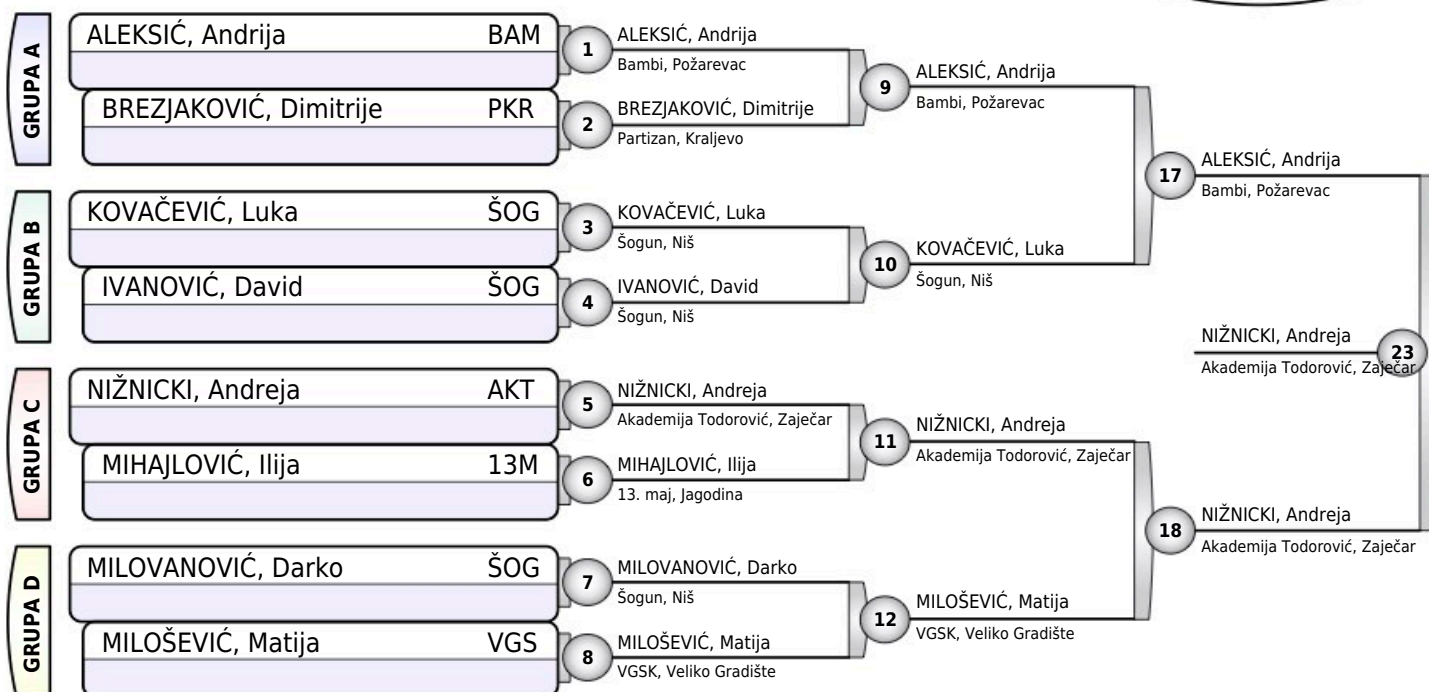 GRUPA A
ALEKSIĆ, Andrija BAM
BREZJAKOVIĆ, Dimitrije PKR
GRUPA B
KOVAČEVIĆ, Luka ŠOG
IVANOVIĆ, David ŠOG
GRUPA C
NIŽNICKI, Andreja AKT
MIHAJLOVIĆ, Ilija 13M
GRUPA D
MILOVANOVIĆ, Darko ŠOG
MILOŠEVIĆ, Matija VGS
1
ALEKSIĆ, Andrija
Bambi, Požarevac
2
BREZJAKOVIĆ, Dimitrije
Partizan, Kraljevo
3
KOVAČEVIĆ, Luka
Šogun, Niš
4
IVANOVIĆ, David
Šogun, Niš
5
NIŽNICKI, Andreja
Akademija Todorović, Zaječar
6
MIHAJLOVIĆ, Ilija
13. maj, Jagodina
7
MILOVANOVIĆ, Darko
Šogun, Niš
8
MILOŠEVIĆ, Matija
VGSK, Veliko Gradište
9
ALEKSIĆ, Andrija
Bambi, Požarevac
10
KOVAČEVIĆ, Luka
Šogun, Niš
11
NIŽNICKI, Andreja
Akademija Todorović, Zaječar
12
MILOŠEVIĆ, Matija
VGSK, Veliko Gradište
17
ALEKSIĆ, Andrija
Bambi, Požarevac
18
NIŽNICKI, Andreja
Akademija Todorović, Zaječar
NIŽNICKI, Andreja
23
Akademija Todorović, Zaječar